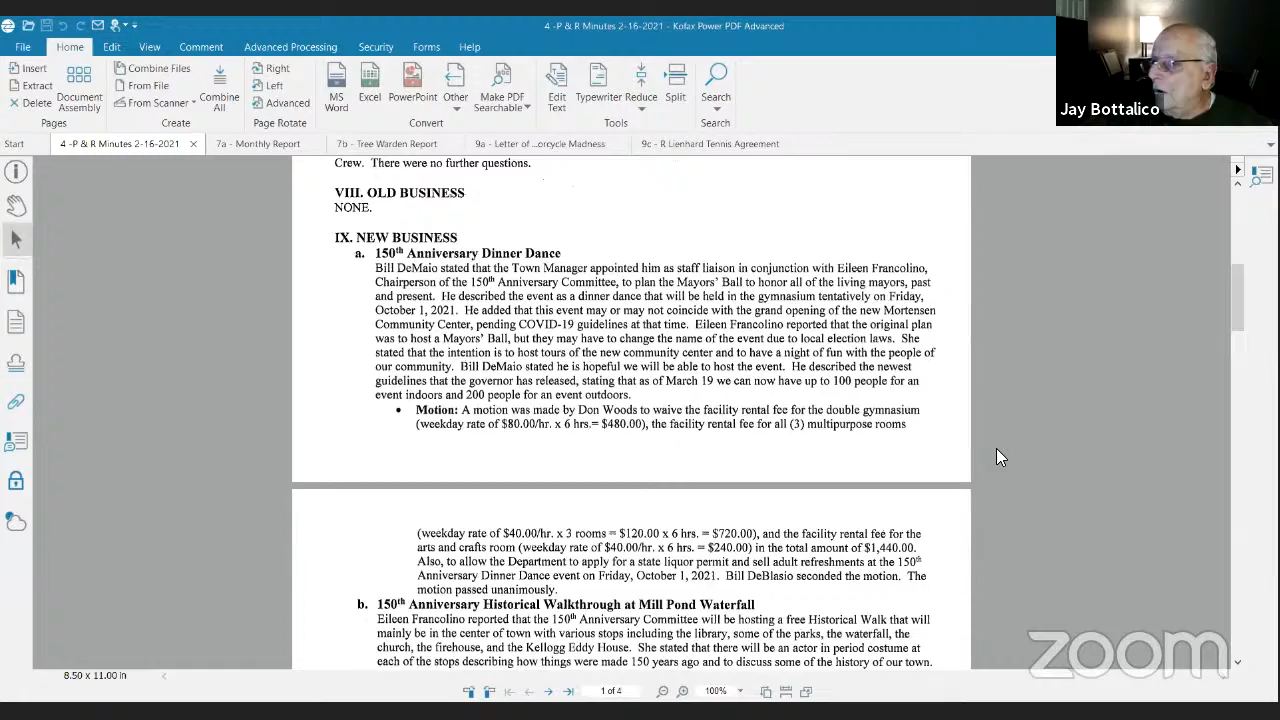 4 -P & R Minutes 2-16-2021 - Kofax Power PDF Advanced
File Home Edit View Comment Advanced Processing Security Forms Help
Insert
Extract
Delete
Document Assembly
Pages
Combine Files
From File
From Scanner
Combine All
Create
Right
Left
Advanced
Page Rotate
MS Word
Excel
PowerPoint
Other
Make PDF Searchable
Convert
Edit Text
Typewriter
Reduce
Split
Tools
Search
Search
Jay Bottalico
Start
4 -P & R Minutes 2-16-2021 ×
7a - Monthly Report
7b - Tree Warden Report
9a - Letter of ...orcycle Madness
9c - R Lienhard Tennis Agreement
Crew. There were no further questions.
VIII. OLD BUSINESS
NONE.
IX. NEW BUSINESS
a. 150th Anniversary Dinner Dance
Bill DeMaio stated that the Town Manager appointed him as staff liaison in conjunction with Eileen Francolino,
Chairperson of the 150th Anniversary Committee, to plan the Mayors' Ball to honor all of the living mayors, past
and present. He described the event as a dinner dance that will be held in the gymnasium tentatively on Friday,
October 1, 2021. He added that this event may or may not coincide with the grand opening of the new Mortensen
Community Center, pending COVID-19 guidelines at that time. Eileen Francolino reported that the original plan
was to host a Mayors' Ball, but they may have to change the name of the event due to local election laws. She
stated that the intention is to host tours of the new community center and to have a night of fun with the people of
our community. Bill DeMaio stated he is hopeful we will be able to host the event. He described the newest
guidelines that the governor has released, stating that as of March 19 we can now have up to 100 people for an
event indoors and 200 people for an event outdoors.
• Motion: A motion was made by Don Woods to waive the facility rental fee for the double gymnasium
(weekday rate of $80.00/hr. x 6 hrs.= $480.00), the facility rental fee for all (3) multipurpose rooms
(weekday rate of $40.00/hr. x 3 rooms = $120.00 x 6 hrs. = $720.00), and the facility rental fee for the
arts and crafts room (weekday rate of $40.00/hr. x 6 hrs. = $240.00) in the total amount of $1,440.00.
Also, to allow the Department to apply for a state liquor permit and sell adult refreshments at the 150th
Anniversary Dinner Dance event on Friday, October 1, 2021. Bill DeBlasio seconded the motion. The
motion passed unanimously.
b. 150th Anniversary Historical Walkthrough at Mill Pond Waterfall
Eileen Francolino reported that the 150th Anniversary Committee will be hosting a free Historical Walk that will
mainly be in the center of town with various stops including the library, some of the parks, the waterfall, the
church, the firehouse, and the Kellogg Eddy House. She stated that there will be an actor in period costume at
each of the stops describing how things were made 150 years ago and to discuss some of the history of our town.
zoom
8.50 x 11.00 in
1 of 4
100%